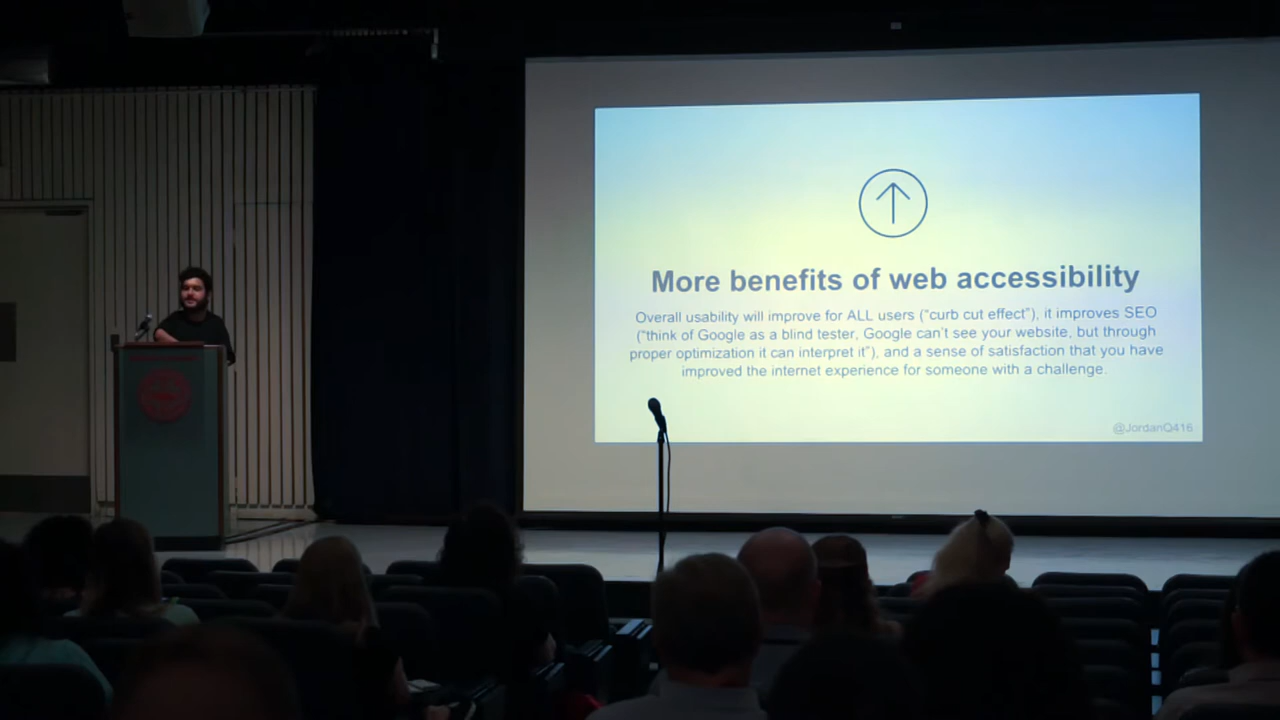 More benefits of web accessibility
Overall usability will improve for ALL users ("curb cut effect"), it improves SEO
("think of Google as a blind tester, Google can't see your website, but through
proper optimization it can interpret it"), and a sense of satisfaction that you have
improved the internet experience for someone with a challenge.
@JordanQ416